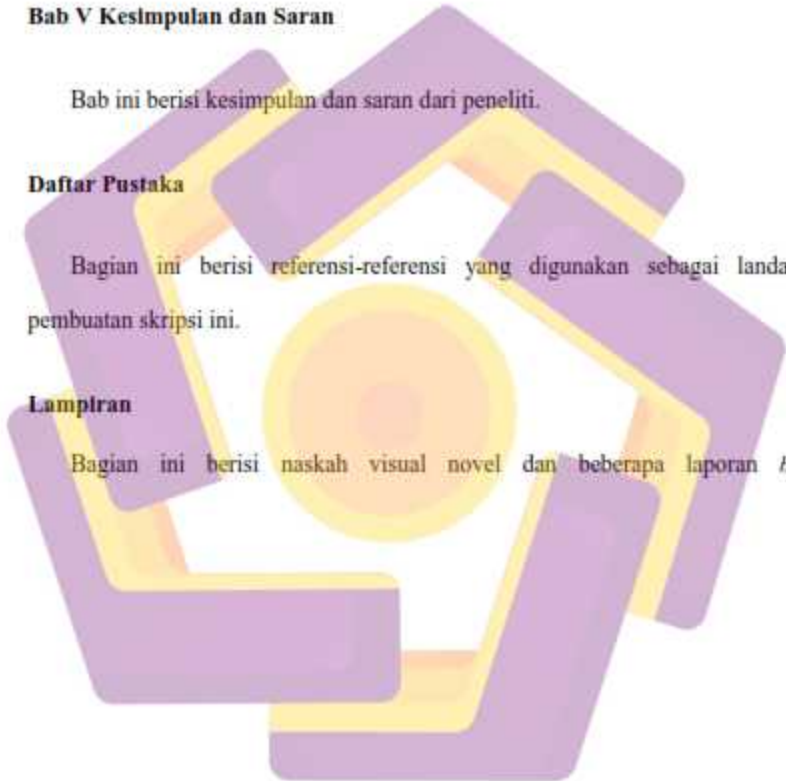 Bab V Kesimpulan dan Saran
Bab ini berisi kesimpulan dan saran dari peneliti.
Daftar Pustaka
Bagian ini berisi referensi-referensi yang digunakan sebagai landa
pembuatan skripsi ini.
Lampiran
Bagian ini berisi naskah visual novel dan beberapa laporan